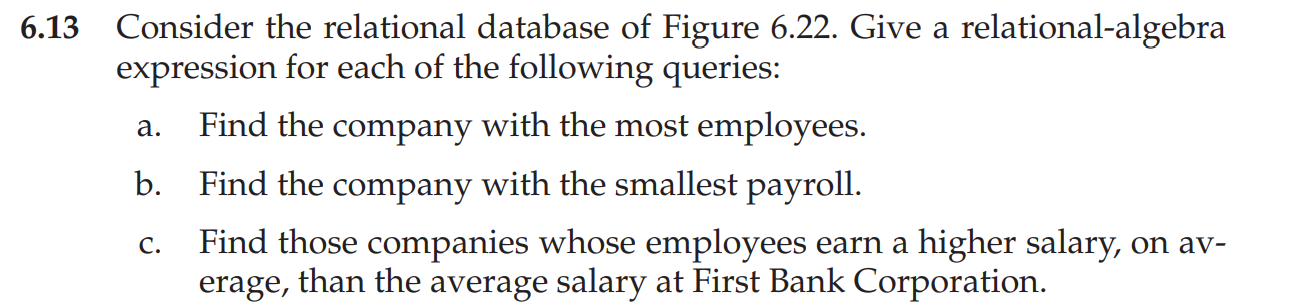 6.13 Consider the relational database of Figure 6.22. Give a relational-algebra
expression for each of the following queries:
a. Find the company with the most employees.
b. Find the company with the smallest payroll.
c. Find those companies whose employees earn a higher salary, on av-
erage, than the average salary at First Bank Corporation.